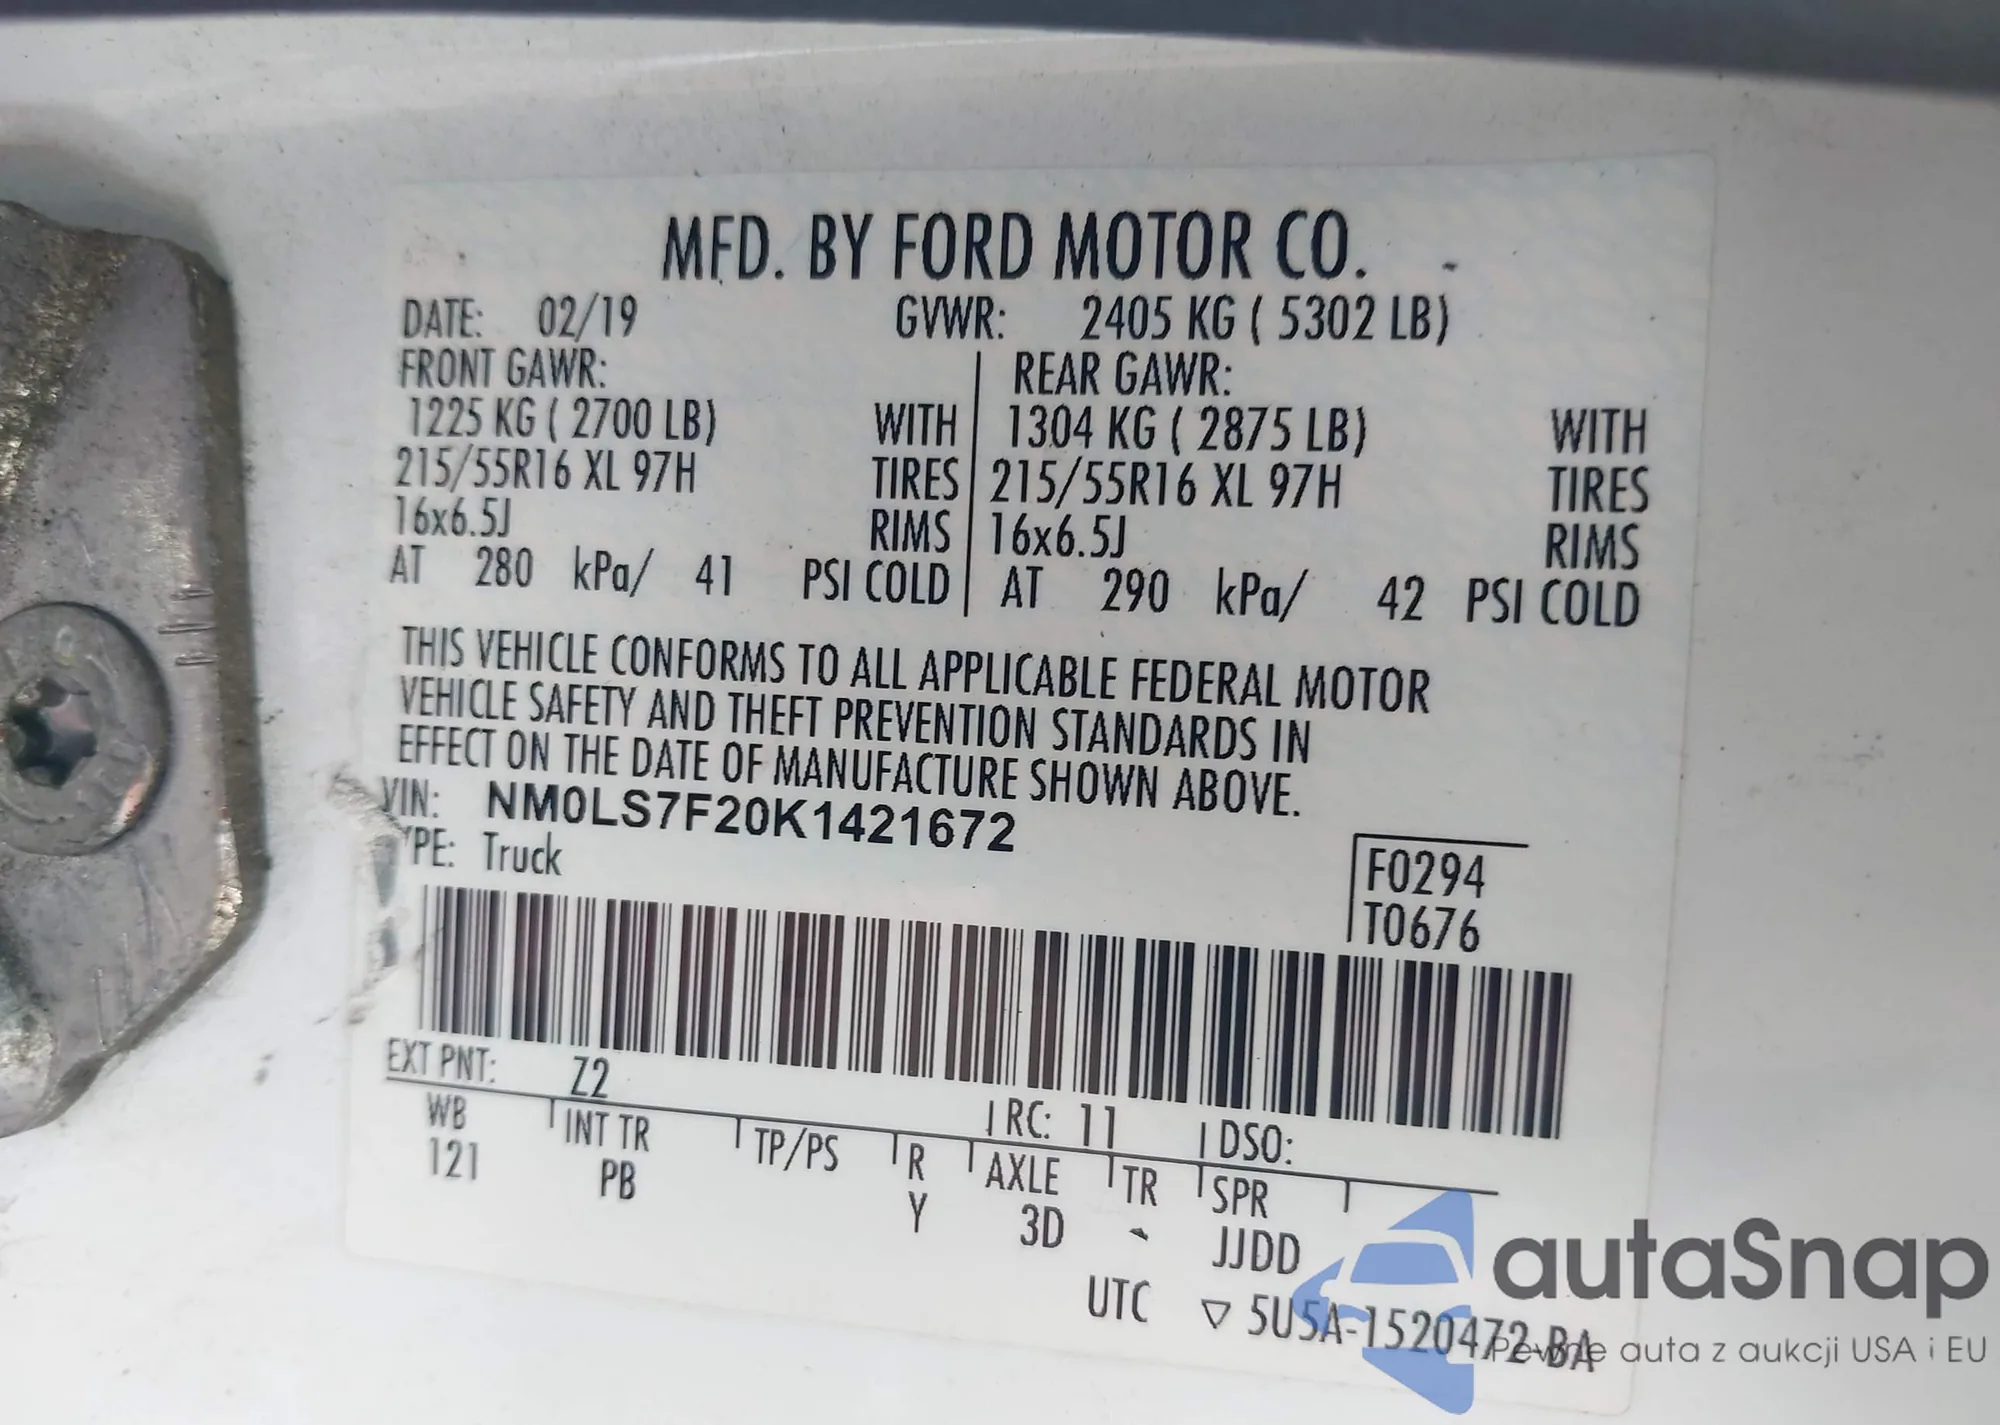 MFD. BY FORD MOTOR CO.
DATE: 02/19 GVWR: 2405 KG ( 5302 LB)
FRONT GAWR: REAR GAWR:
1225 KG ( 2700 LB) WITH 1304 KG ( 2875 LB) WITH
215/55R16 XL 97H TIRES 215/55R16 XL 97H TIRES
16x6.5J RIMS 16x6.5J RIMS
AT 280 kPa/ 41 PSI COLD AT 290 kPa/ 42 PSI COLD
THIS VEHICLE CONFORMS TO ALL APPLICABLE FEDERAL MOTOR
VEHICLE SAFETY AND THEFT PREVENTION STANDARDS IN
EFFECT ON THE DATE OF MANUFACTURE SHOWN ABOVE.
VIN: NM0LS7F20K1421672
YPE: Truck
F0294
T0676
EXT PNT: Z2 RC: 11 DSO:
WB INT TR TP/PS R AXLE TR SPR
121 PB Y 3D - JJDD
UTC ▽ 5U5A-1520472-BA
autaSnap
Pewne auta z aukcji USA i EU